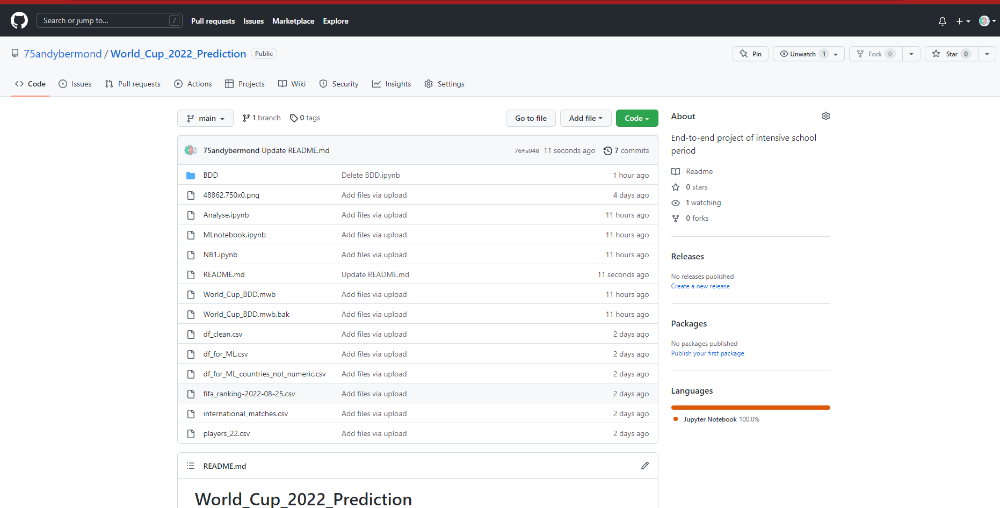 Search or jump to... /
Pull requests Issues Marketplace Explore
75andybermond / World_Cup_2022_Prediction Public
Pin Unwatch 1 Fork 0 Star 0
Code Issues Pull requests Actions Projects Wiki Security Insights Settings
main 1 branch 0 tags Go to file Add file Code
75andybermond Update README.md 76fa940 11 seconds ago 7 commits
BDD Delete BDD.ipynb 1 hour ago
48862.750x0.png Add files via upload 4 days ago
Analyse.ipynb Add files via upload 11 hours ago
MLnotebook.ipynb Add files via upload 11 hours ago
NB1.ipynb Add files via upload 11 hours ago
README.md Update README.md 11 seconds ago
World_Cup_BDD.mwb Add files via upload 11 hours ago
World_Cup_BDD.mwb.bak Add files via upload 11 hours ago
df_clean.csv Add files via upload 2 days ago
df_for_ML.csv Add files via upload 2 days ago
df_for_ML_countries_not_numeric.csv Add files via upload 2 days ago
fifa_ranking-2022-08-25.csv Add files via upload 2 days ago
international_matches.csv Add files via upload 2 days ago
players_22.csv Add files via upload 2 days ago
README.md
World_Cup_2022_Prediction
About
End-to-end project of intensive school
period
Readme
0 stars
1 watching
0 forks
Releases
No releases published
Create a new release
Packages
No packages published
Publish your first package
Languages
Jupyter Notebook 100.0%